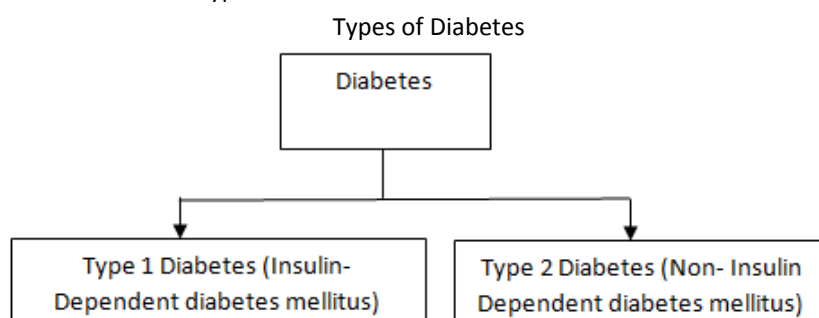 Types of Diabetes
Diabetes
Type 1 Diabetes (Insulin-
Dependent diabetes mellitus)
Type 2 Diabetes (Non- Insulin
Dependent diabetes mellitus)